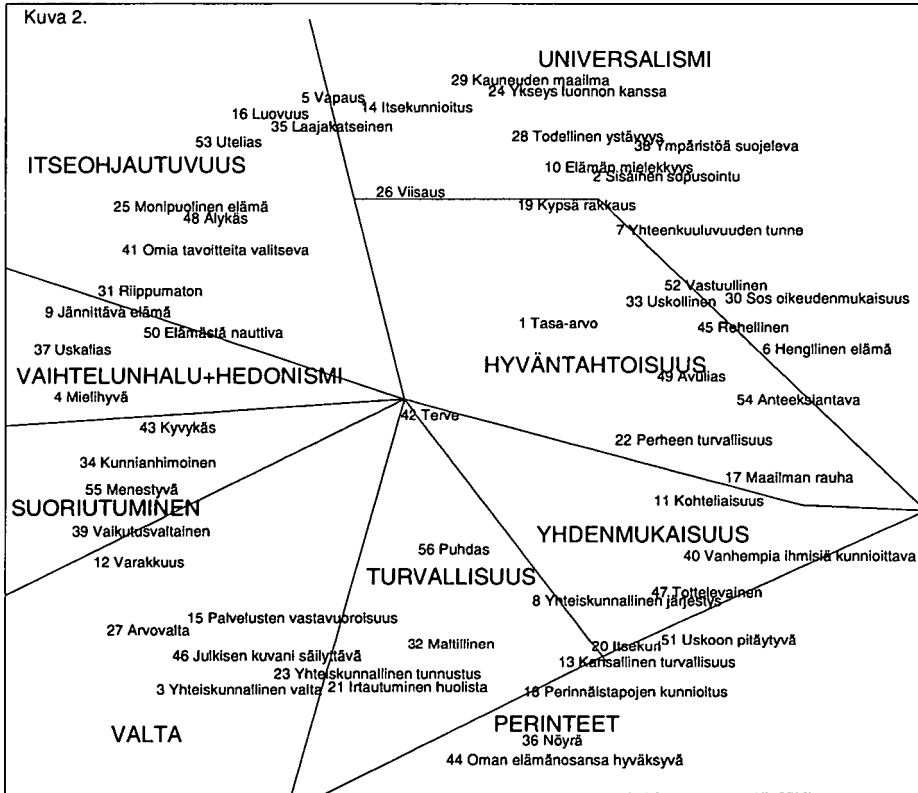 Kuva 2.
UNIVERSALISMI
29 Kauneuden maailma
24 Ykseys luonnon kanssa
5 Vapaus
14 Itsekunnioitus
16 Luovuus
35 Laajakatseinen
53 Utelias
28 Todellinen ystävyys
38 Ympäristöä suojeleva
ITSEOHJAUTUVUUS
10 Elämän mielekkyys
2 Sisäinen sopusointu
26 Viisaus
19 Kypsä rakkaus
25 Monipuolinen elämä
48 Älykäs
7 Yhteenkuuluvuuden tunne
41 Omia tavoitteita valitseva
52 Vastuullinen
31 Riippumaton
33 Uskollinen
30 Sos oikeudenmukaisuus
9 Jännittävä elämä
1 Tasa-arvo
45 Rehellinen
50 Elämästä nauttiva
37 Uskalias
6 Hengllinen elämä
HYVÄNTAHTOISUUS
VAIHTELUNHALU+HEDONISMI
49 Avulias
4 Mielihyvä
54 Anteeksiantava
42 Terve
43 Kyvykäs
22 Perheen turvallisuus
34 Kunnianhimoinen
17 Maailman rauha
55 Menestyvä
11 Kohteliaisuus
SUORIUTUMINEN
39 Vaikutusvaltainen
YHDENMUKAISUUS
56 Puhdas
40 Vanhempia ihmisiä kunnioittava
12 Varakkuus
TURVALLISUUS
47 Tottelevainen
8 Yhteiskunnallinen järjestys
15 Palvelusten vastavuoroisuus
27 Arvovalta
32 Maltillinen
20 Itsekuri
51 Uskoon pitäytyvä
46 Julkisen kuvani säilyttävä
13 Kansallinen turvallisuus
23 Yhteiskunnallinen tunnustus
3 Yhteiskunnallinen valta
21 Irtautuminen huolista
18 Perinnäistapojen kunnioitus
VALTA
PERINTEET
36 Nöyrä
44 Oman elämänosansa hyväksyvä